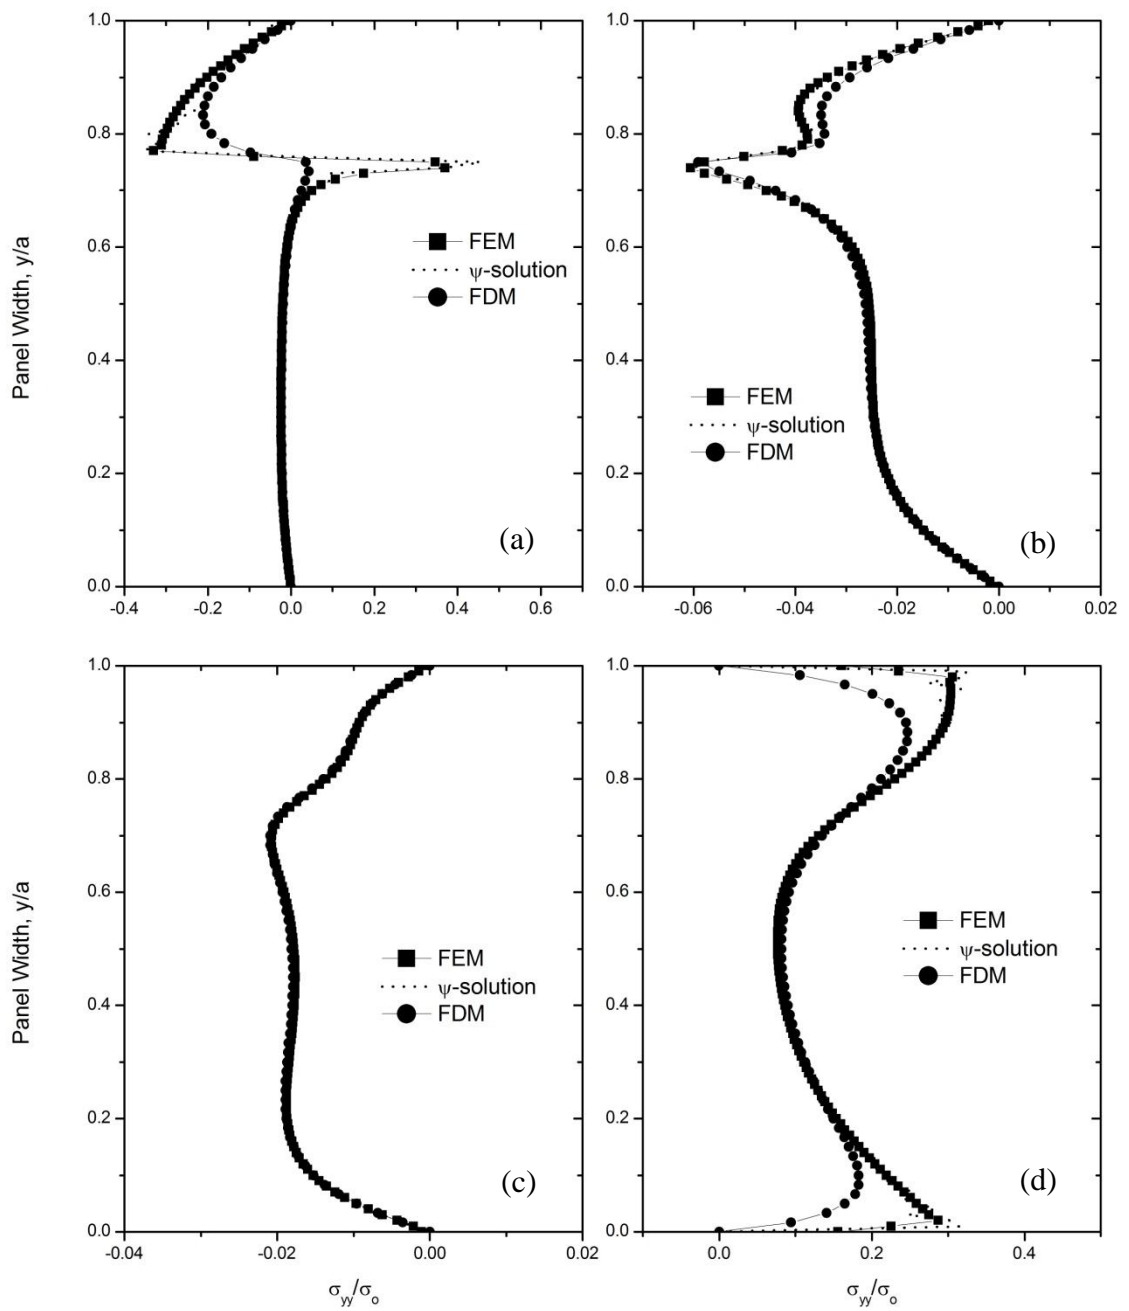 1.0
0.8
0.6
0.4
0.2
0.0
-0.4 -0.2 0.0 0.2 0.4 0.6
Panel Width, y/a
FEM
ψ-solution
FDM
(a)
1.0
0.8
0.6
0.4
0.2
0.0
-0.06 -0.04 -0.02 0.00 0.02
FEM
ψ-solution
FDM
(b)
1.0
0.8
0.6
0.4
0.2
0.0
-0.04 -0.02 0.00 0.02
Panel Width, y/a
σyy/σo
FEM
ψ-solution
FDM
(c)
1.0
0.8
0.6
0.4
0.2
0.0
0.0 0.2 0.4
σyy/σo
FEM
ψ-solution
FDM
(d)